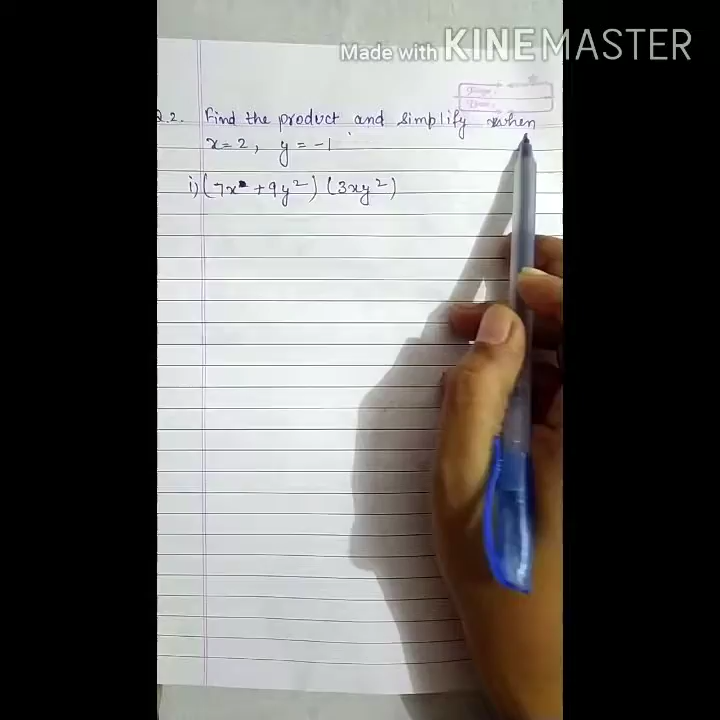 Made with KINEMASTER
Q.2. Find the product and simplify when
x = 2, y = -1
i) (7x + 9y²) (3xy²)